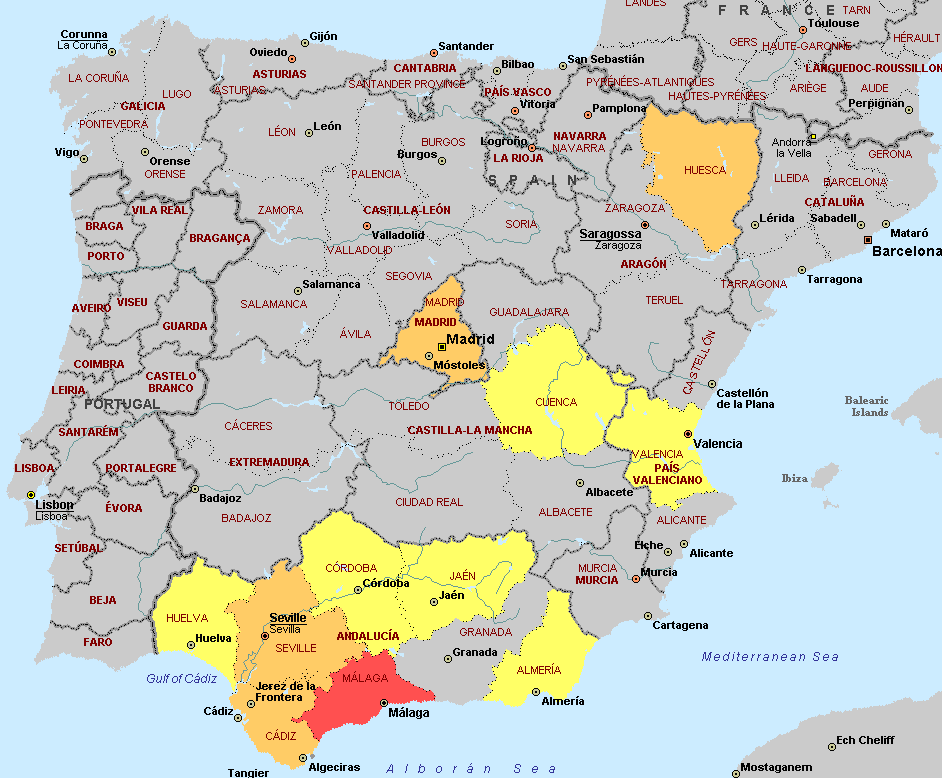 LANDES
F R A N C E
TARN
Corunna
La Coruña
Gijón
Toulouse
Oviedo
Santander
GERS
HAUTE-GARONNE
HÉRAULT
LA CORUÑA
ASTURIAS
CANTABRIA
Bilbao
San Sebastián
LANGUEDOC-ROUSSILLON
LUGO
ASTURIAS
SANTANDER PROVINCE
PAÍS VASCO
PYRÉNÉES-ATLANTIQUES
ARIÈGE
AUDE
GALICIA
HAUTES-PYRÉNÉES
Vitoria
Pamplona
Perpignan
PONTEVEDRA
LÉON
León
BURGOS
Logroño
NAVARRA
NAVARRA
Andorra
la Vella
Vigo
Orense
ORENSE
Burgos
LA RIOJA
GERONA
PALENCIA
S P A I N
HUESCA
LLEIDA
BARCELONA
VILA REAL
ZAMORA
CASTILLA-LEÓN
ZARAGOZA
CATALUÑA
BRAGA
SORIA
Saragossa
Zaragoza
Lérida
Sabadell
Mataró
BRAGANÇA
Valladolid
VALLADOLID
PORTO
Barcelona
ARAGÓN
SEGOVIA
Tarragona
TARRAGONA
Salamanca
AVEIRO
VISEU
SALAMANCA
MADRID
GUADALAJARA
TERUEL
GUARDA
ÁVILA
MADRID
Madrid
CASTELLÓN
COIMBRA
Móstoles
CASTELO
BRANCO
LEIRIA
Castellón
de la Plana
Balearic
Islands
PORTUGAL
TOLEDO
CUENCA
SANTARÉM
CÁCERES
CASTILLA-LA MANCHA
Valencia
VALENCIA
LISBOA
PORTALEGRE
EXTREMADURA
PAÍS
VALENCIANO
Ibiza
Lisbon
Lisboa
Badajoz
Albacete
ÉVORA
CIUDAD REAL
ALBACETE
BADAJOZ
ALICANTE
SETÚBAL
Elche
Alicante
CÓRDOBA
JAÉN
MURCIA
MURCIA
Murcia
Córdoba
BEJA
Jaén
HUELVA
Seville
Sevilla
Cartagena
FARO
Huelva
ANDALUCÍA
GRANADA
SEVILLE
Granada
Mediterranean Sea
Gulf of Cádiz
MÁLAGA
ALMERÍA
Jerez de la
Frontera
Almería
Cádiz
Málaga
CÁDIZ
Ech Cheliff
Algeciras
Tangier
Alborán Sea
Mostaganem